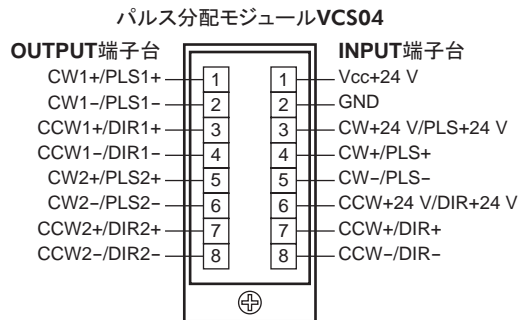 パルス分配モジュールVCS04
OUTPUT端子台 INPUT端子台
CW1+/PLS1+ 1 1 Vcc+24 V
CW1−/PLS1− 2 2 GND
CCW1+/DIR1+ 3 3 CW+24 V/PLS+24 V
CCW1−/DIR1− 4 4 CW+/PLS+
CW2+/PLS2+ 5 5 CW−/PLS−
CW2−/PLS2− 6 6 CCW+24 V/DIR+24 V
CCW2+/DIR2+ 7 7 CCW+/DIR+
CCW2−/DIR2− 8 8 CCW−/DIR−